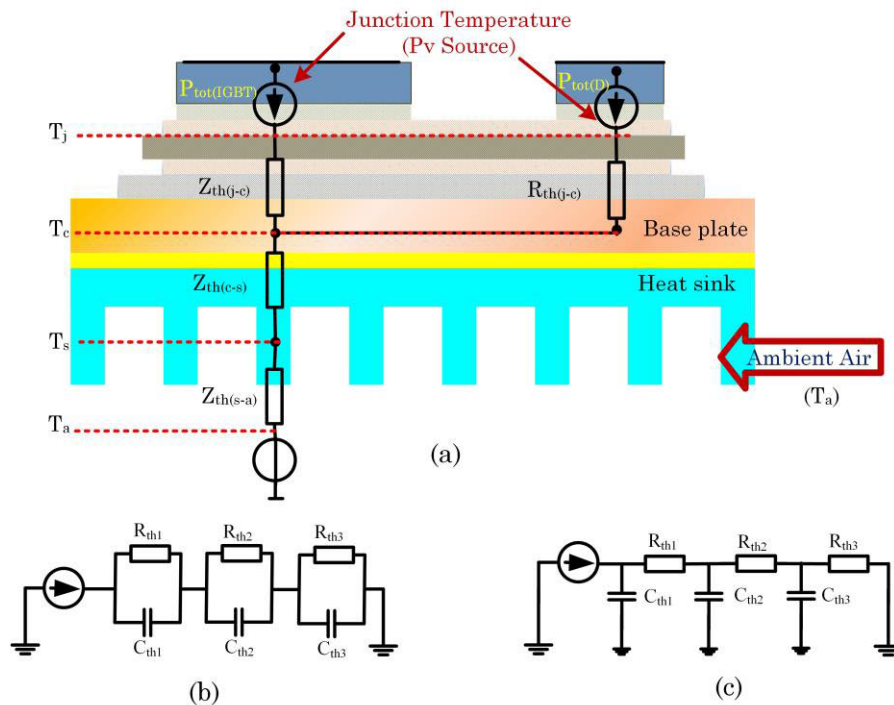 Junction Temperature
(Pv Source)
Ptot(IGBT)
Ptot(D)
Tj
Zth(j-c)
Rth(j-c)
Tc
Base plate
Zth(c-s)
Heat sink
Ts
Ambient Air
Zth(s-a)
(Ta)
Ta
(a)
Rth1
Rth2
Rth3
Cth1
Cth2
Cth3
(b)
Rth1
Rth2
Rth3
Cth1
Cth2
Cth3
(c)